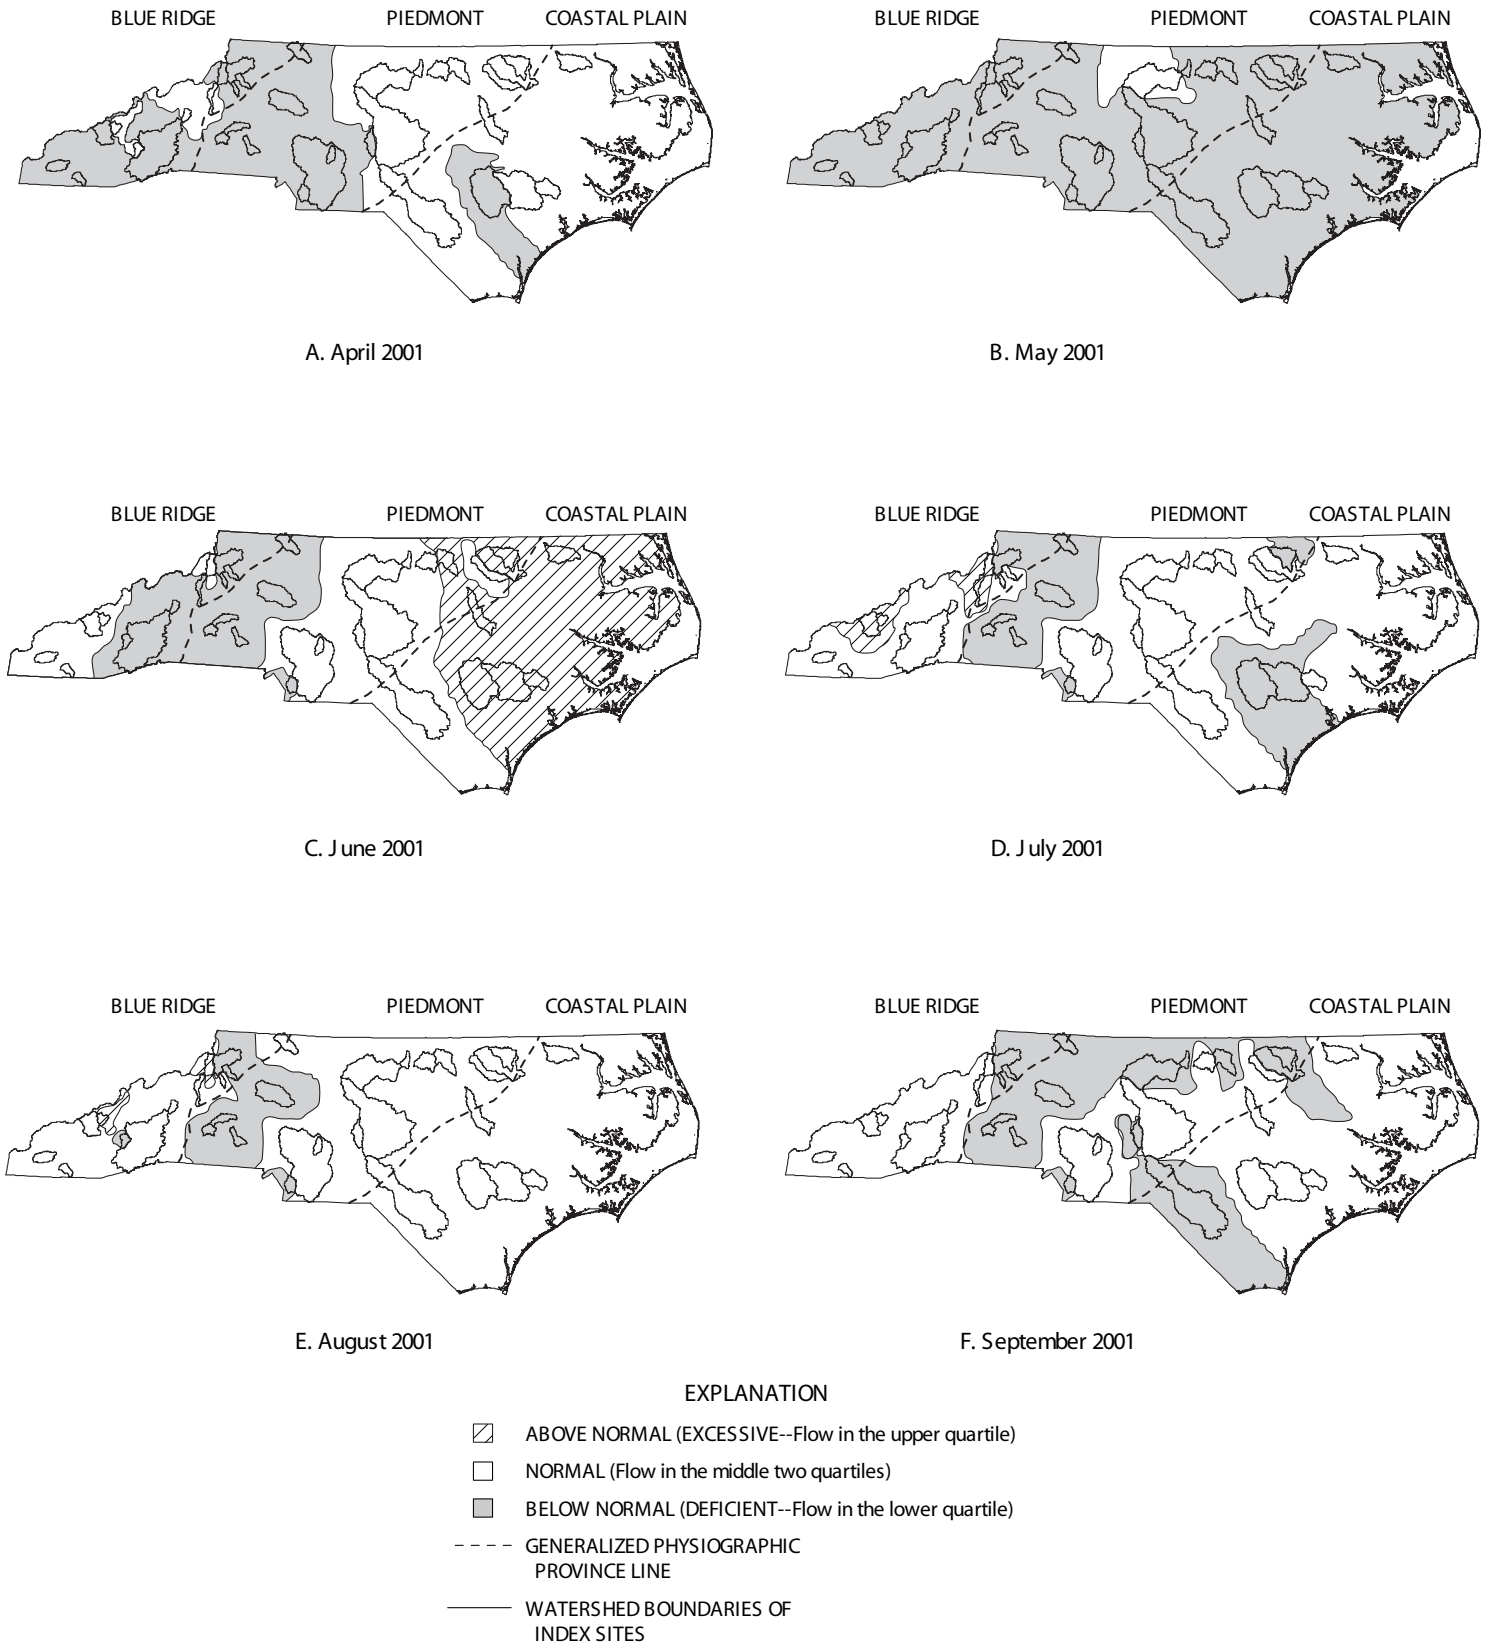 BLUE RIDGE PIEDMONT COASTAL PLAIN BLUE RIDGE PIEDMONT COASTAL PLAIN
A. April 2001 B. May 2001
BLUE RIDGE PIEDMONT COASTAL PLAIN BLUE RIDGE PIEDMONT COASTAL PLAIN
C. June 2001 D. July 2001
BLUE RIDGE PIEDMONT COASTAL PLAIN BLUE RIDGE PIEDMONT COASTAL PLAIN
E. August 2001 F. September 2001
EXPLANATION
ABOVE NORMAL (EXCESSIVE--Flow in the upper quartile)
NORMAL (Flow in the middle two quartiles)
BELOW NORMAL (DEFICIENT--Flow in the lower quartile)
GENERALIZED PHYSIOGRAPHIC
PROVINCE LINE
WATERSHED BOUNDARIES OF
INDEX SITES